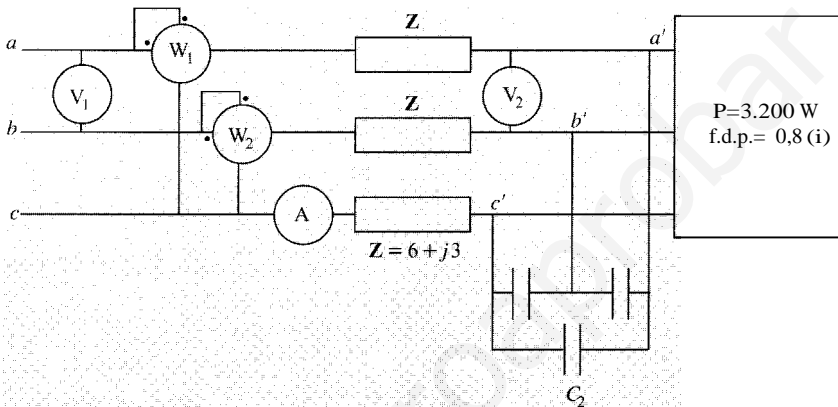 a
W₁
Z
a'
V₁
V₂
P=3.200 W
f.d.p.= 0,8 (i)
b
W₂
Z
b'
c
A
c'
Z = 6 + j3
C₂